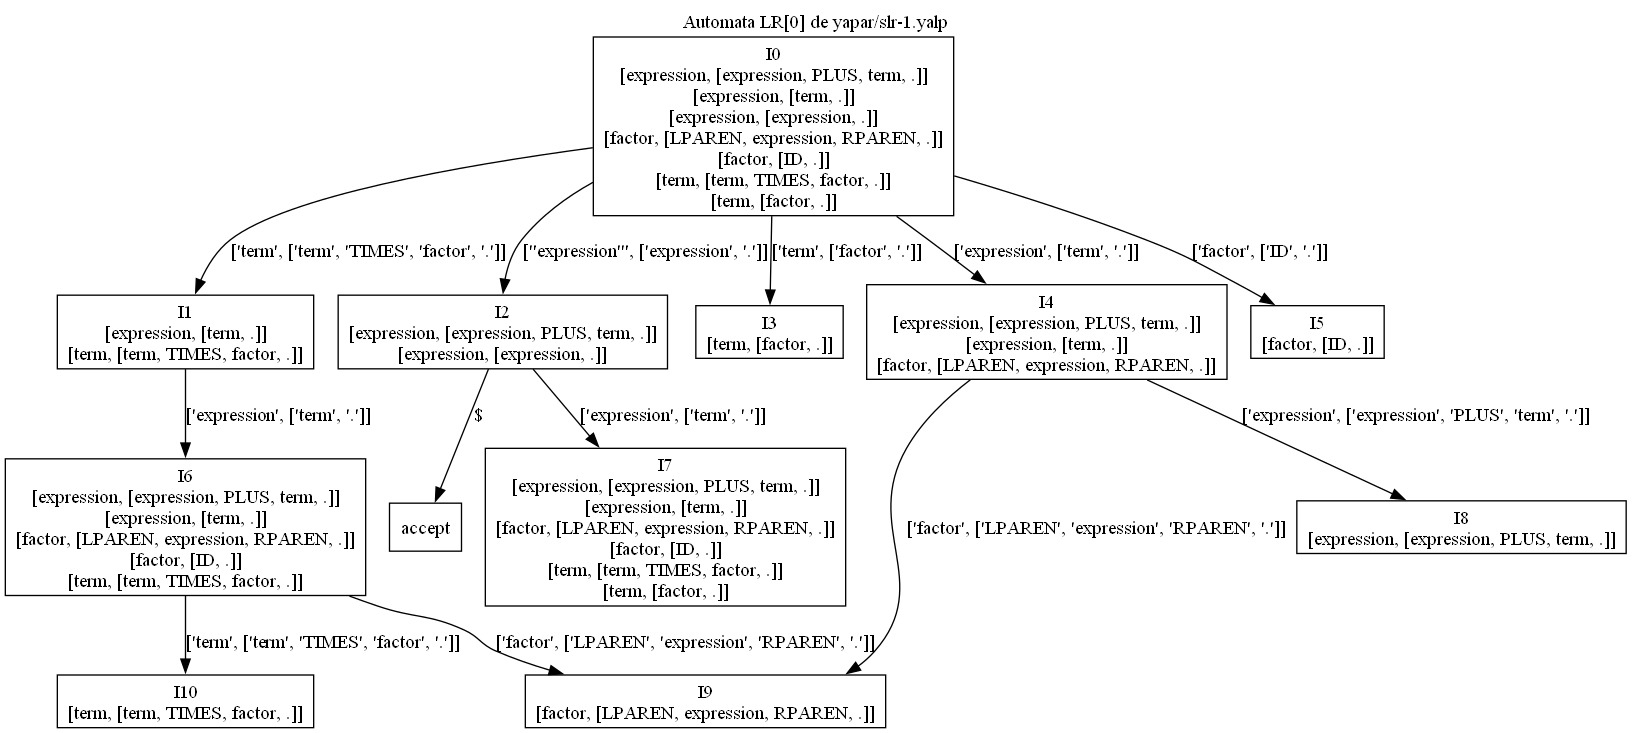 Automata LR[0] de yapar/slr-1.yalp
I0
[expression, [expression, PLUS, term, .]]
[expression, [term, .]]
[expression, [expression, .]]
[factor, [LPAREN, expression, RPAREN, .]]
[factor, [ID, .]]
[term, [term, TIMES, factor, .]]
[term, [factor, .]]
['term', ['term', 'TIMES', 'factor', '.']]
["expression'", ['expression', '.']]
['term', ['factor', '.']]
['expression', ['term', '.']]
['factor', ['ID', '.']]
I1
[expression, [term, .]]
[term, [term, TIMES, factor, .]]
I2
[expression, [expression, PLUS, term, .]]
[expression, [expression, .]]
I3
[term, [factor, .]]
I4
[expression, [expression, PLUS, term, .]]
[expression, [term, .]]
[factor, [LPAREN, expression, RPAREN, .]]
I5
[factor, [ID, .]]
['expression', ['term', '.']]
$
['expression', ['term', '.']]
['expression', ['expression', 'PLUS', 'term', '.']]
I6
[expression, [expression, PLUS, term, .]]
[expression, [term, .]]
[factor, [LPAREN, expression, RPAREN, .]]
[factor, [ID, .]]
[term, [term, TIMES, factor, .]]
accept
I7
[expression, [expression, PLUS, term, .]]
[expression, [term, .]]
[factor, [LPAREN, expression, RPAREN, .]]
[factor, [ID, .]]
[term, [term, TIMES, factor, .]]
[term, [factor, .]]
['factor', ['LPAREN', 'expression', 'RPAREN', '.']]
I8
[expression, [expression, PLUS, term, .]]
['term', ['term', 'TIMES', 'factor', '.']]
['factor', ['LPAREN', 'expression', 'RPAREN', '.']]
I10
[term, [term, TIMES, factor, .]]
I9
[factor, [LPAREN, expression, RPAREN, .]]